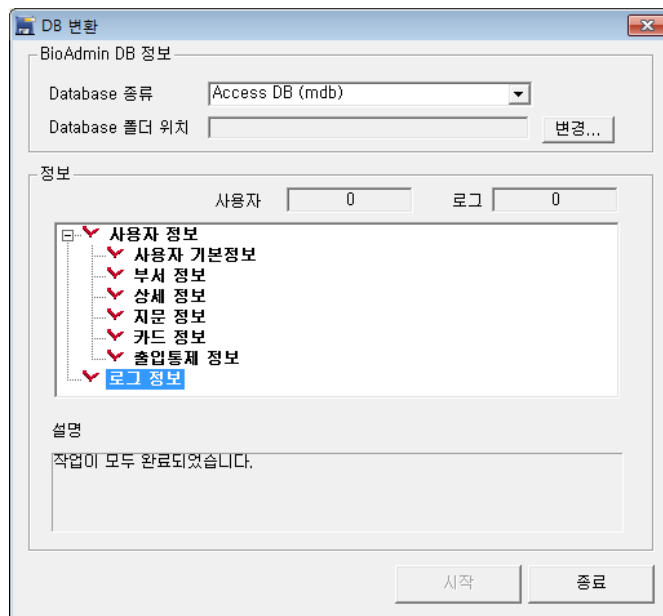 DB 변환
BioAdmin DB 정보
Database 종류 Access DB (mdb)
Database 폴더 위치 변경...
정보
사용자 0 로그 0
사용자 정보
사용자 기본정보
부서 정보
상세 정보
지문 정보
카드 정보
출입통제 정보
로그 정보
설명
작업이 모두 완료되었습니다.
시작 종료